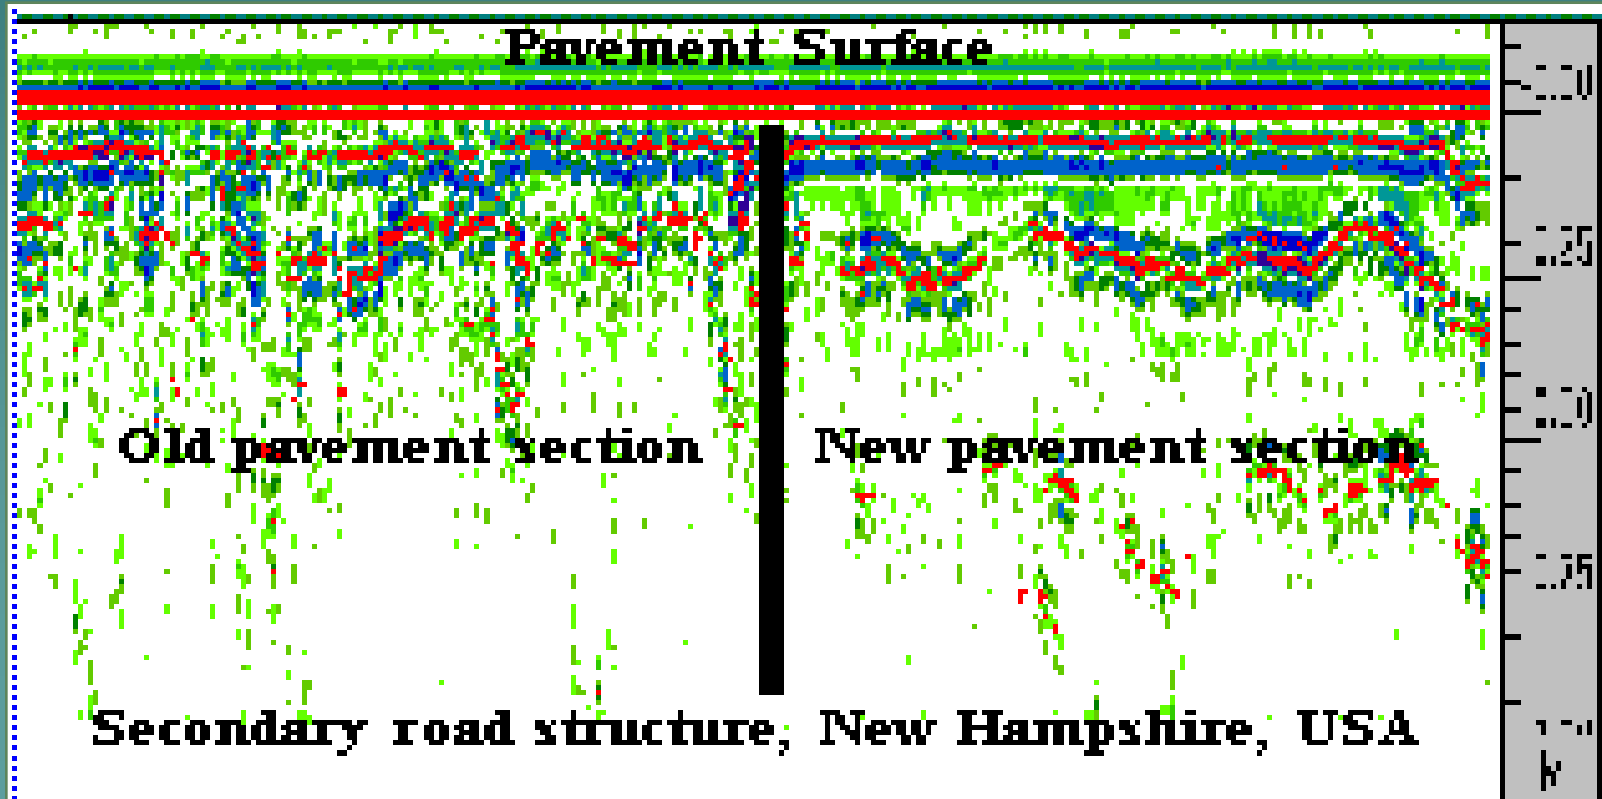 Pavement Surface
Old pavement section
New pavement section
Secondary road structure, New Hampshire, USA